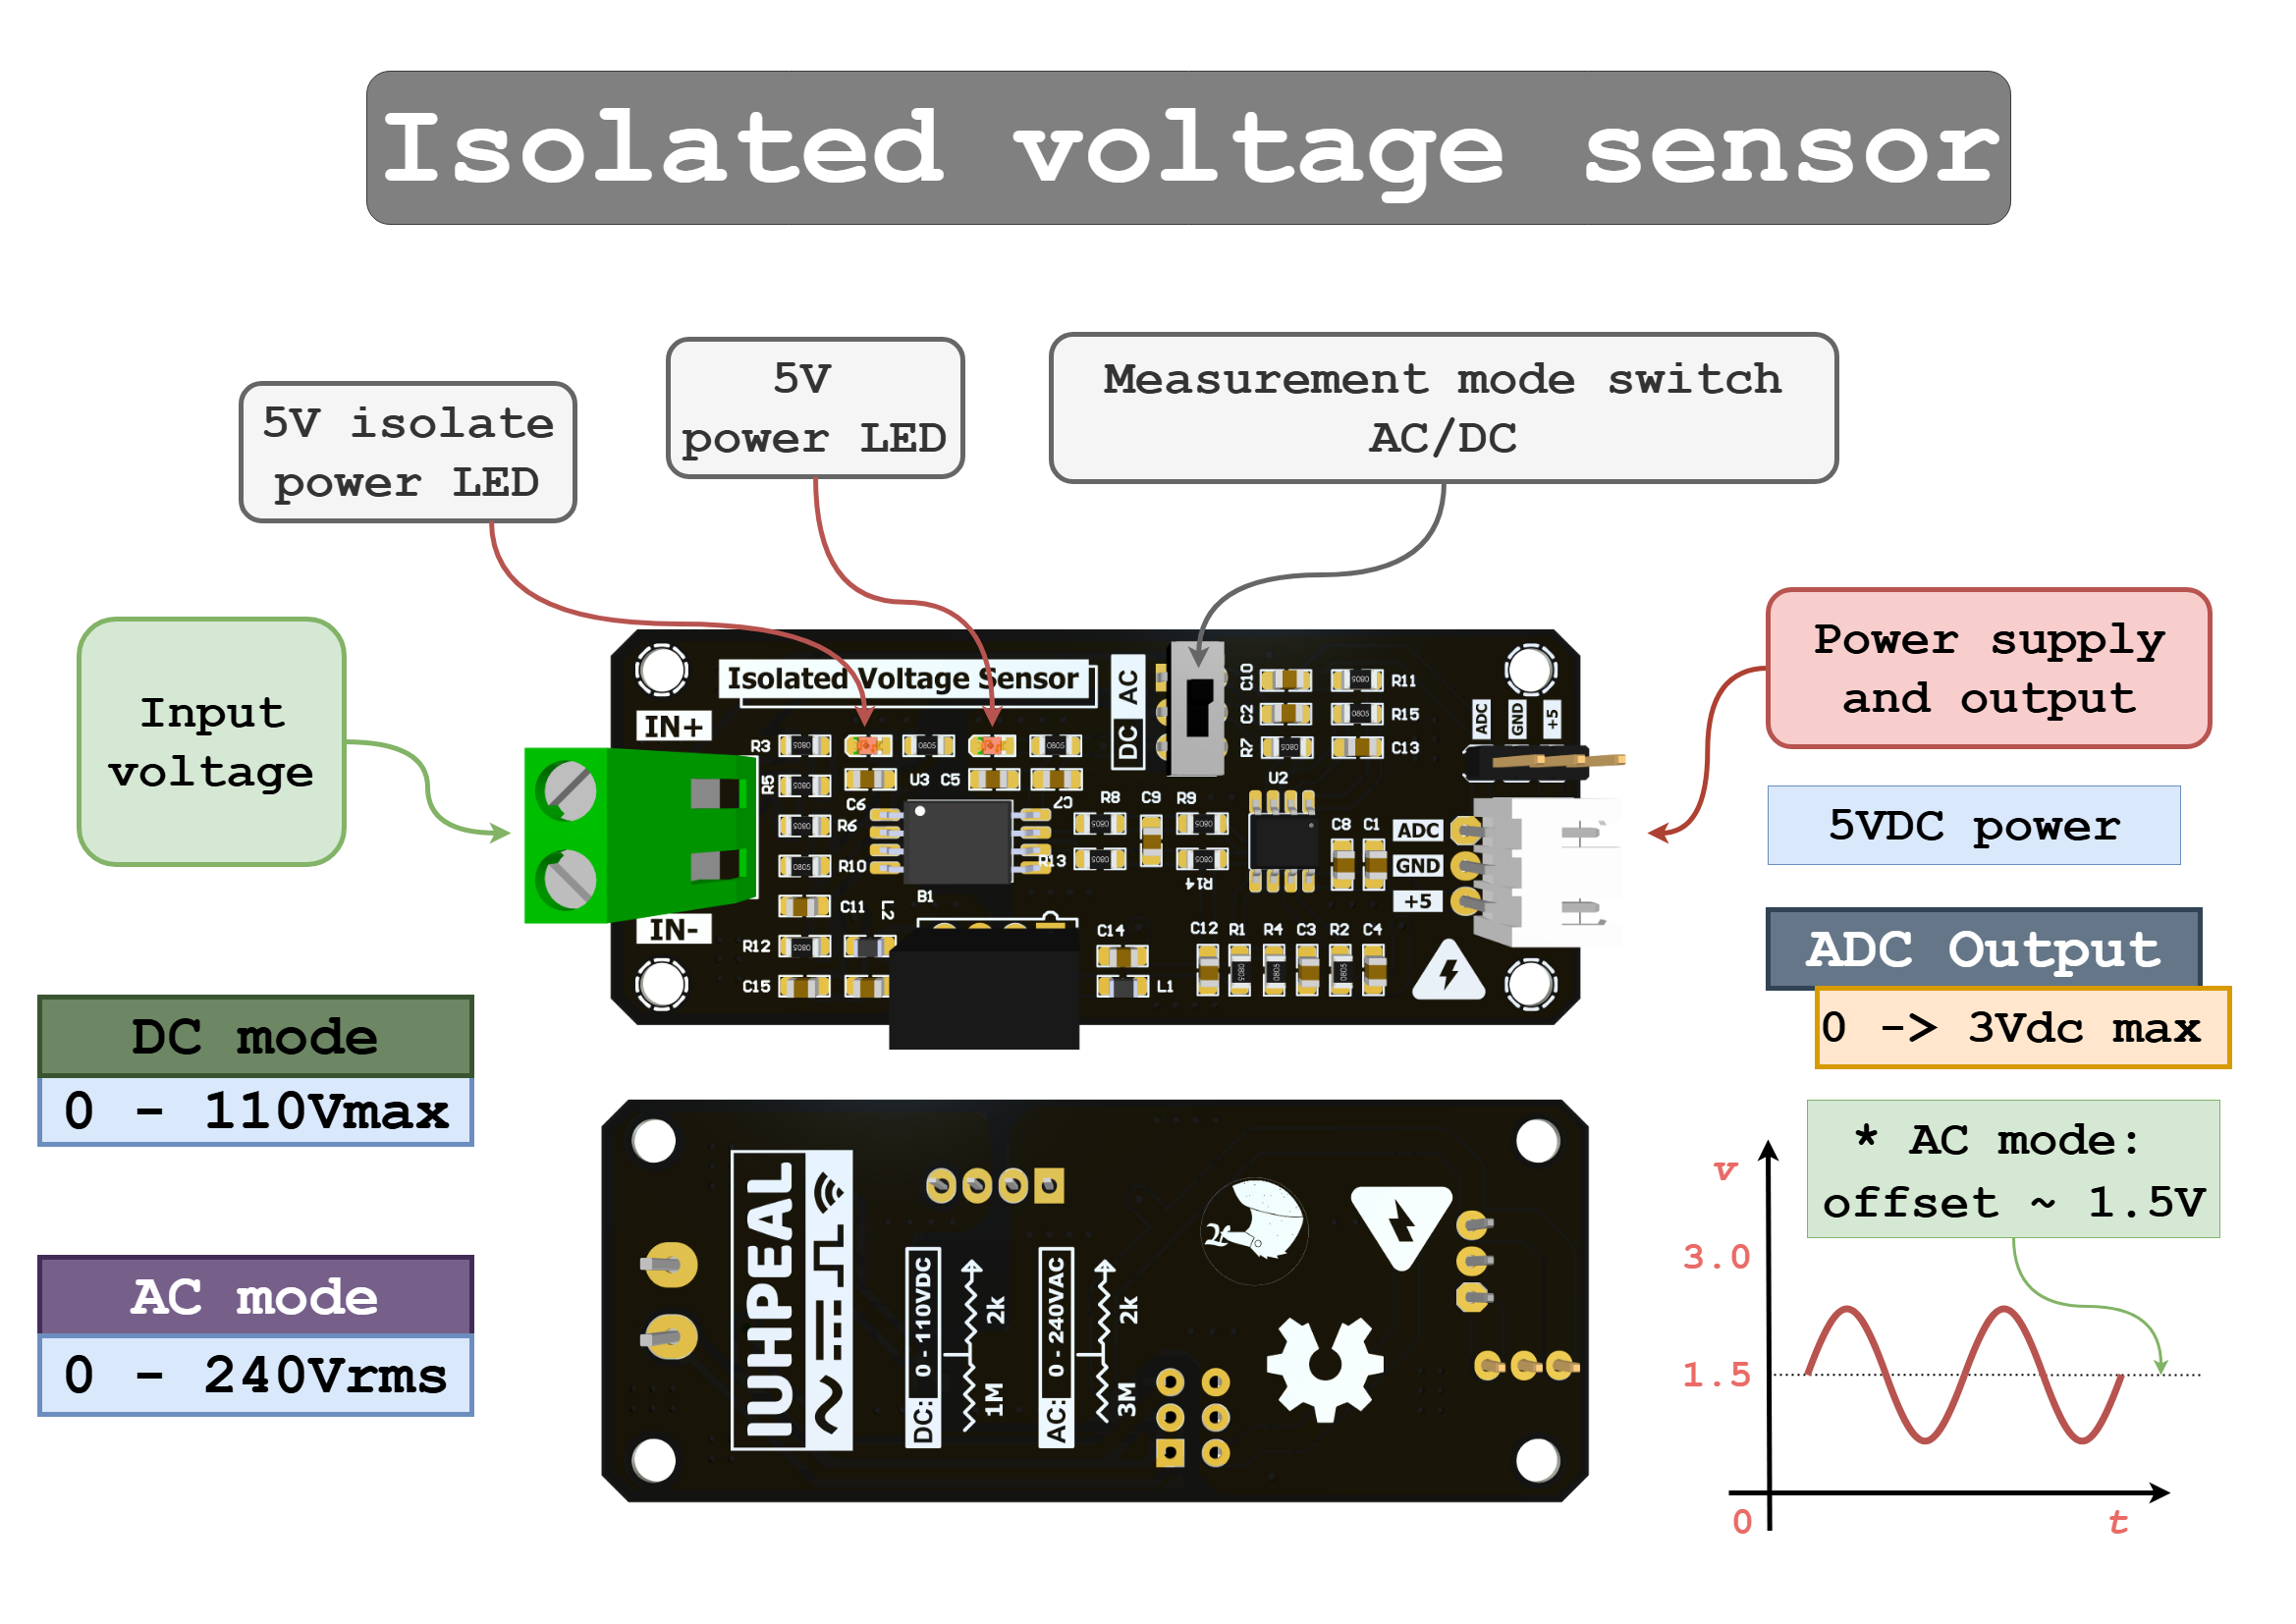 Isolated voltage sensor
5V isolate
power LED
5V
power LED
Measurement mode switch
AC/DC
Input
voltage
Power supply
and output
5VDC power
ADC Output
0 -> 3Vdc max
* AC mode:
offset ~ 1.5V
DC mode
0 - 110Vmax
AC mode
0 - 240Vrms
Isolated Voltage Sensor
IN+
IN-
DC
AC
R3
R5
R6
R10
C11
R12
C15
L2
C6
U3
C5
C7
B1
R13
R8
C9
R9
R14
C10
C2
R7
R11
R15
C13
U2
C8
C1
C14
L1
C12
R1
R4
C3
R2
C4
ADC
GND
+5
ADC
GND
+5
IUHPEAL
DC:
0 - 110VDC
1M
2k
AC:
0 - 240VAC
3M
2k
v
3.0
1.5
0
t